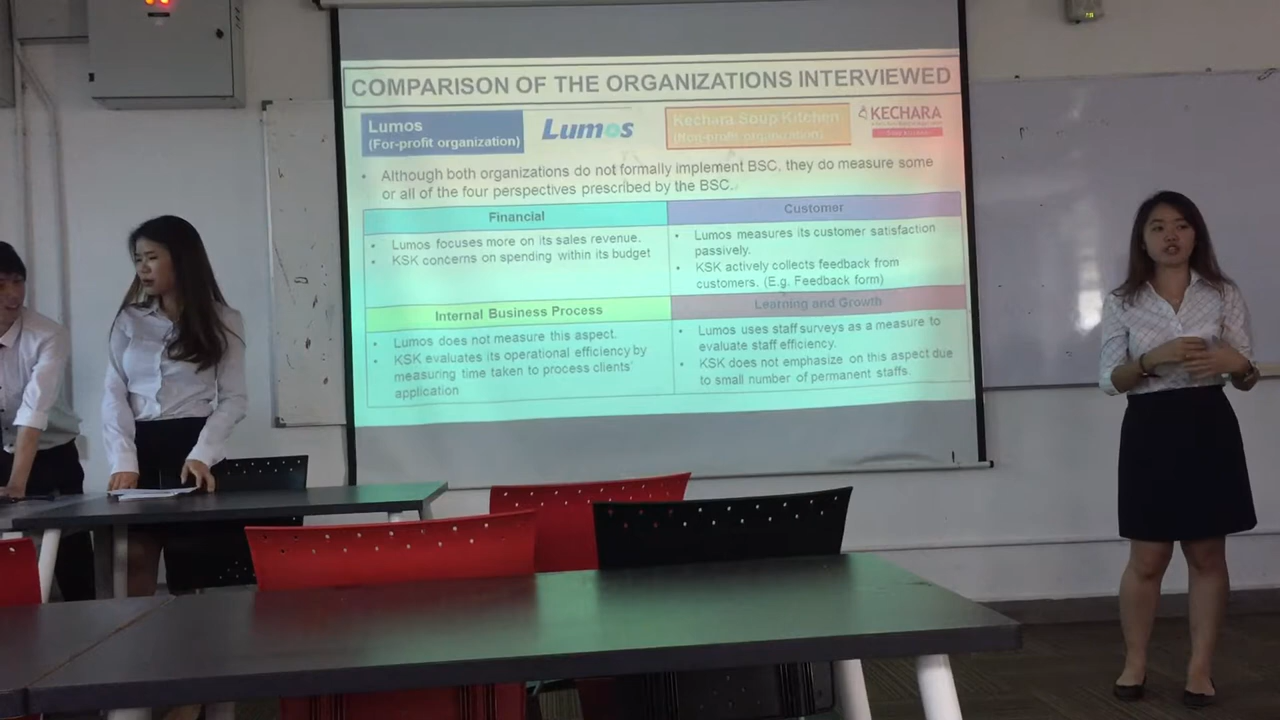 COMPARISON OF THE ORGANIZATIONS INTERVIEWED
Lumos
(For-profit organization)
Lumos
Kechara Soup Kitchen
(Non-profit organization)
KECHARA
• Although both organizations do not formally implement BSC, they do measure some
or all of the four perspectives prescribed by the BSC.
Financial
• Lumos focuses more on its sales revenue.
• KSK concerns on spending within its budget
Customer
• Lumos measures its customer satisfaction
passively.
• KSK actively collects feedback from
customers. (E.g. Feedback form)
Internal Business Process
• Lumos does not measure this aspect.
• KSK evaluates its operational efficiency by
measuring time taken to process clients'
application
Learning and Growth
• Lumos uses staff surveys as a measure to
evaluate staff efficiency.
• KSK does not emphasize on this aspect due
to small number of permanent staffs.